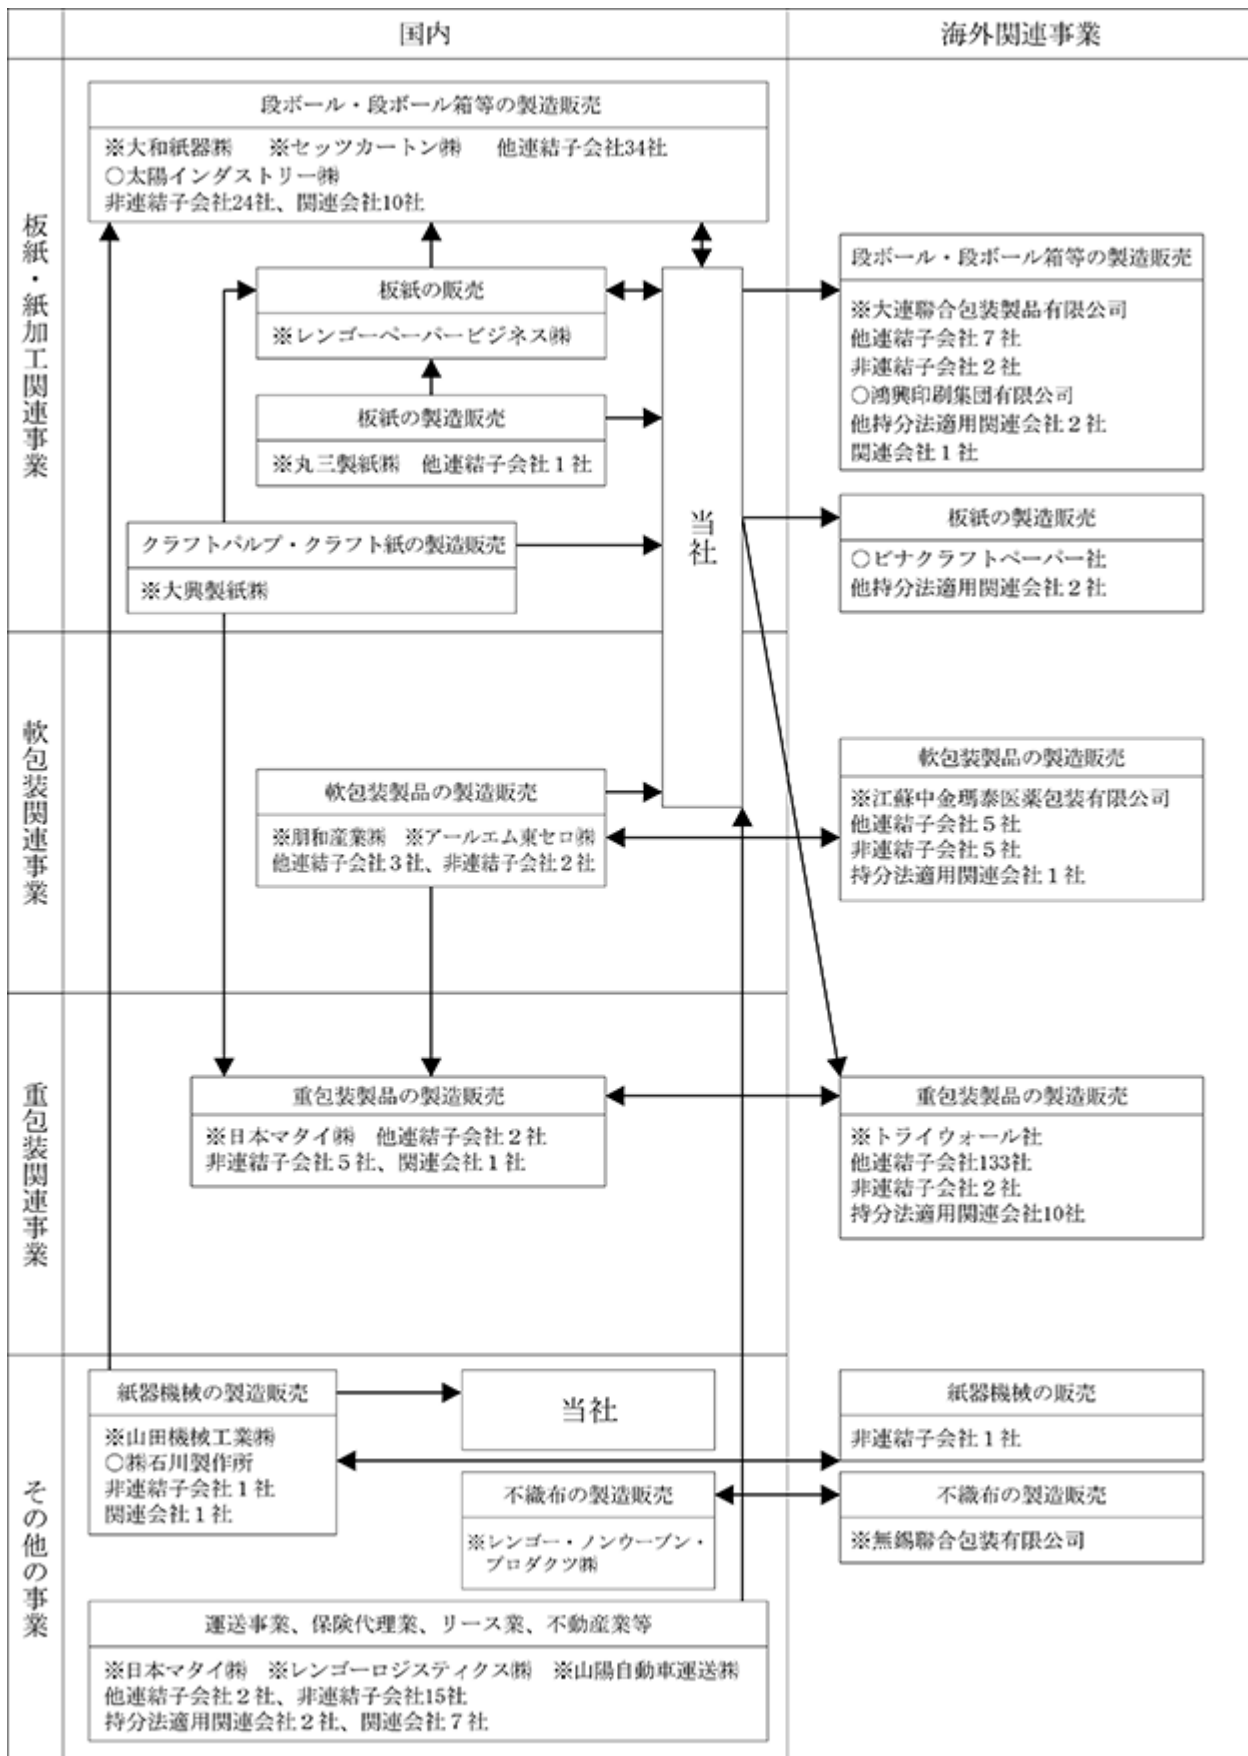 国内
海外関連事業
板紙・紙加工関連事業
段ボール・段ボール箱等の製造販売
※大和紙器㈱　※セッツカートン㈱　他連結子会社34社
○太陽インダストリー㈱
非連結子会社24社、関連会社10社
板紙の販売
※レンゴーペーパービジネス㈱
板紙の製造販売
※丸三製紙㈱　他連結子会社１社
クラフトパルプ・クラフト紙の製造販売
※大興製紙㈱
当社
段ボール・段ボール箱等の製造販売
※大連聯合包装製品有限公司
他連結子会社７社
非連結子会社２社
○鴻興印刷集団有限公司
他持分法適用関連会社２社
関連会社１社
板紙の製造販売
○ビナクラフトペーパー社
他持分法適用関連会社２社
軟包装関連事業
軟包装製品の製造販売
※朋和産業㈱　※アールエム東セロ㈱
他連結子会社３社、非連結子会社２社
軟包装製品の製造販売
※江蘇中金瑪泰医薬包装有限公司
他連結子会社５社
非連結子会社５社
持分法適用関連会社１社
重包装関連事業
重包装製品の製造販売
※日本マタイ㈱　他連結子会社２社
非連結子会社５社、関連会社１社
重包装製品の製造販売
※トライウォール社
他連結子会社133社
非連結子会社２社
持分法適用関連会社10社
その他の事業
紙器機械の製造販売
※山田機械工業㈱
○㈱石川製作所
非連結子会社１社
関連会社１社
当社
紙器機械の販売
非連結子会社１社
不織布の製造販売
※レンゴー・ノンウーブン・
プロダクツ㈱
不織布の製造販売
※無錫聯合包装有限公司
運送事業、保険代理業、リース業、不動産業等
※日本マタイ㈱　※レンゴーロジスティクス㈱　※山陽自動車運送㈱
他連結子会社２社、非連結子会社15社
持分法適用関連会社２社、関連会社７社